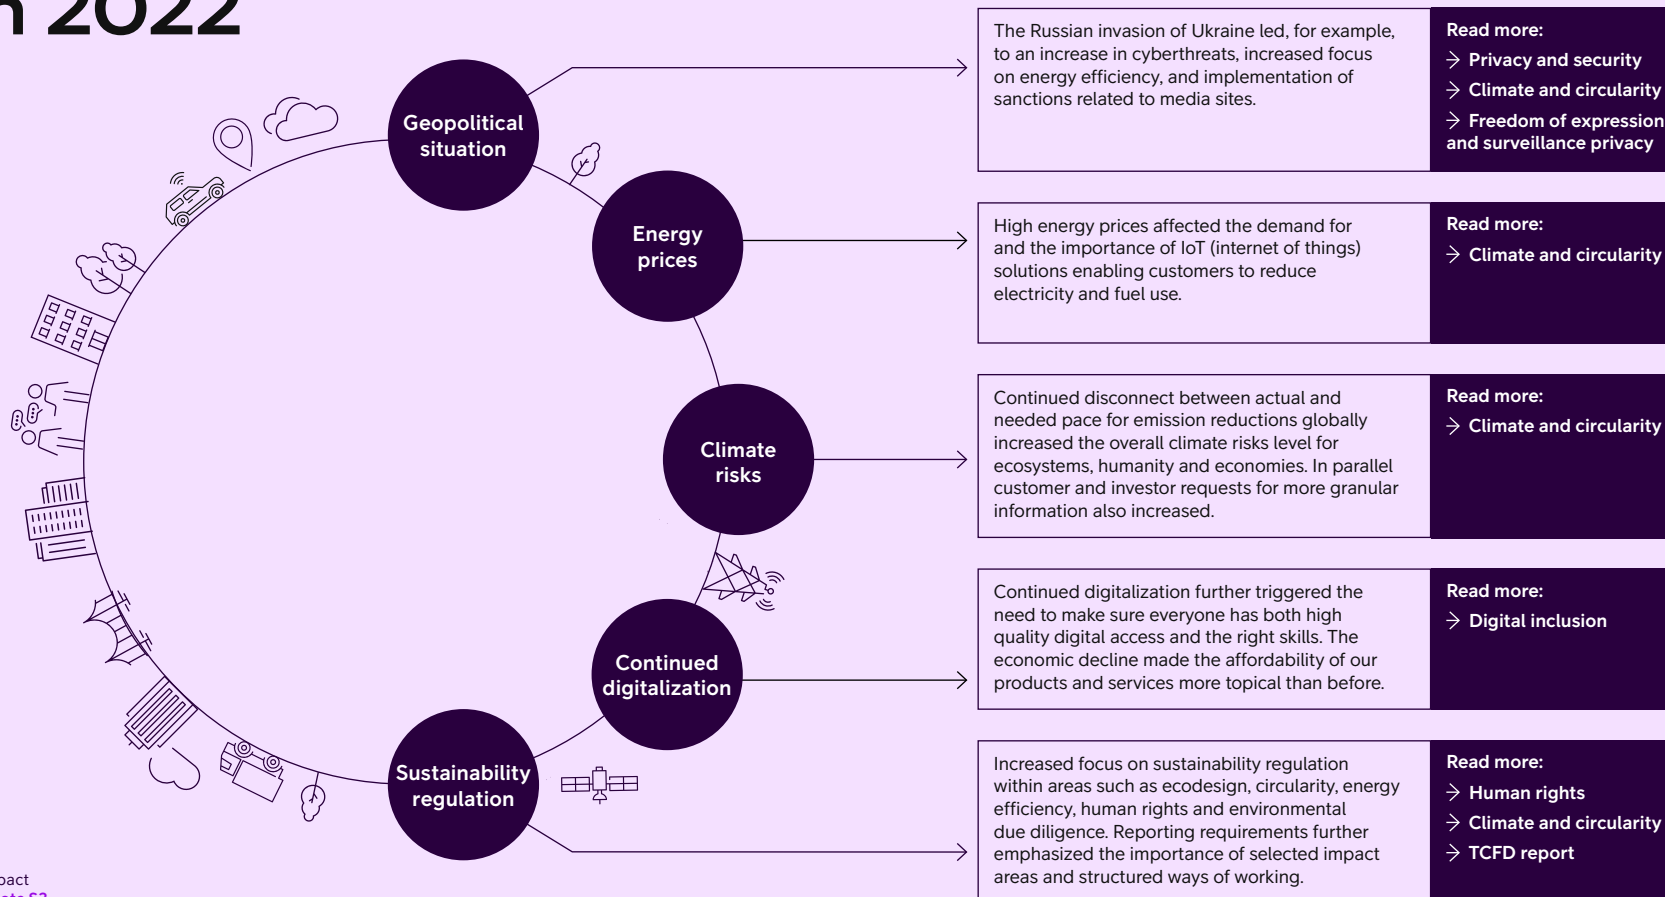 n 2022
Geopolitical
situation
Energy
prices
Climate
risks
Continued
digitalization
Sustainability
regulation
The Russian invasion of Ukraine led, for example,
to an increase in cyberthreats, increased focus
on energy efficiency, and implementation of
sanctions related to media sites.
Read more:
→ Privacy and security
→ Climate and circularity
→ Freedom of expression
and surveillance privacy
High energy prices affected the demand for
and the importance of IoT (internet of things)
solutions enabling customers to reduce
electricity and fuel use.
Read more:
→ Climate and circularity
Continued disconnect between actual and
needed pace for emission reductions globally
increased the overall climate risks level for
ecosystems, humanity and economies. In parallel
customer and investor requests for more granular
information also increased.
Read more:
→ Climate and circularity
Continued digitalization further triggered the
need to make sure everyone has both high
quality digital access and the right skills. The
economic decline made the affordability of our
products and services more topical than before.
Read more:
→ Digital inclusion
Increased focus on sustainability regulation
within areas such as ecodesign, circularity, energy
efficiency, human rights and environmental
due diligence. Reporting requirements further
emphasized the importance of selected impact
areas and structured ways of working.
Read more:
→ Human rights
→ Climate and circularity
→ TCFD report
pact